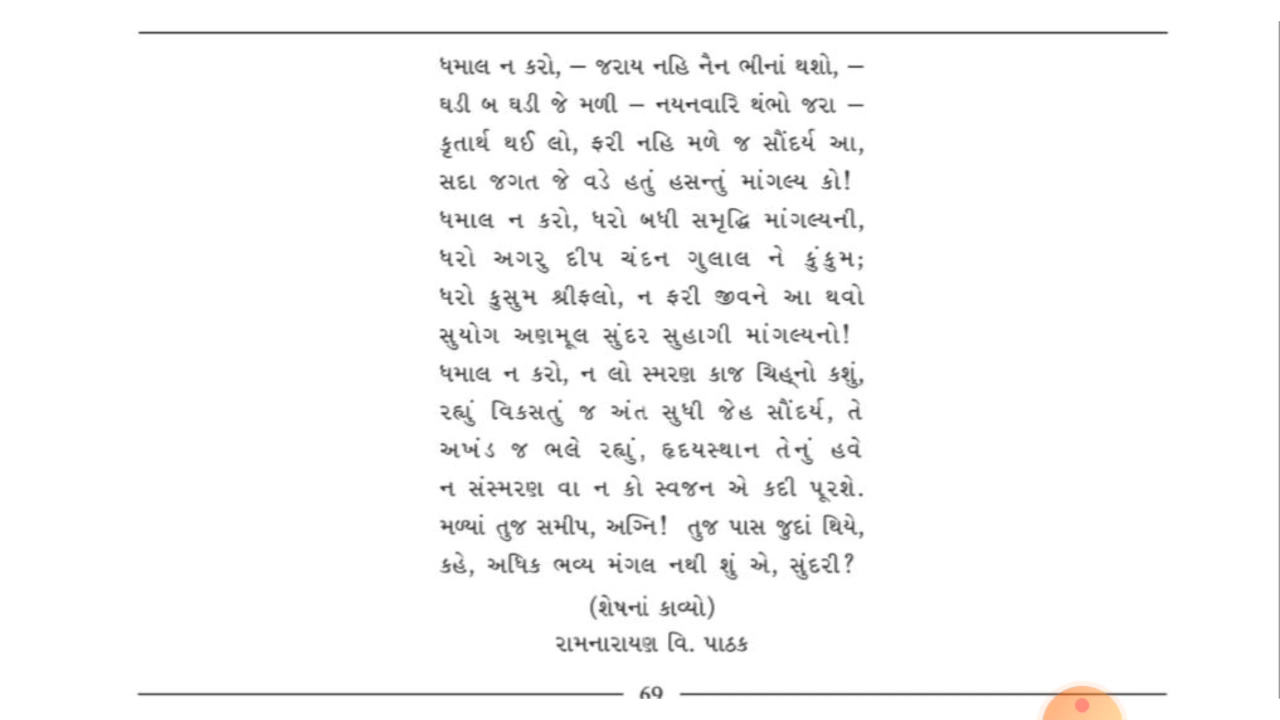 ધમાલ ન કરો, – જરાય નહિ નૈન ભીનાં થશો, –
ઘડી બ ઘડી જે મળી – નયનવારિ થંભો જરા –
કૃતાર્થ થઈ લો, ફરી નહિ મળે જ સૌંદર્ય આ,
સદા જગત જે વડે હતું હસન્તું માંગલ્ય કો!
ધમાલ ન કરો, ધરો બધી સમૃદ્ધિ માંગલ્યની,
ધરો અગરુ દીપ ચંદન ગુલાલ ને કુંકુમ;
ધરો કુસુમ શ્રીફલો, ન ફરી જીવને આ થવો
સુયોગ અણમૂલ સુંદર સુહાગી માંગલ્યનો!
ધમાલ ન કરો, ન લો સ્મરણ કાજ ચિહ્નો કશું,
રહ્યું વિકસતું જ અંત સુધી જેહ સૌંદર્ય, તે
અખંડ જ ભલે રહ્યું, હૃદયસ્થાન તેનું હવે
ન સંસ્મરણ વા ન કો સ્વજન એ કદી પૂરશે.
મળ્યાં તુજ સમીપ, અગ્નિ! તુજ પાસ જુદાં થિયે,
કહે, અધિક ભવ્ય મંગલ નથી શું એ, સુંદરી?
(શેષનાં કાવ્યો)
રામનારાયણ વિ. પાઠક
69